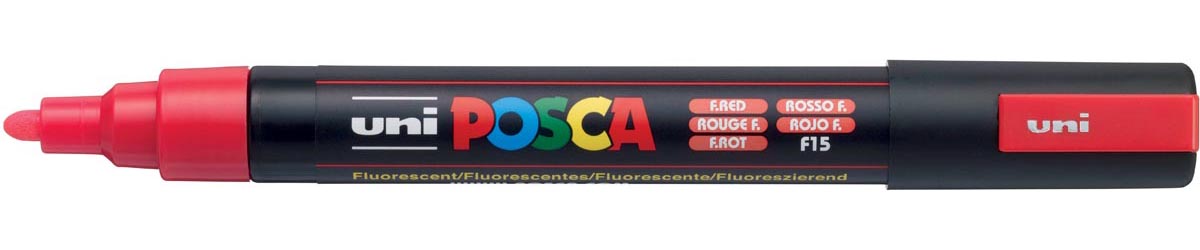 uni POSCA
F.RED ROSSO F.
ROUGE F. ROJO F.
F.ROT F15
Fluorescent/Fluorescentes/Fluorescente/Fluoreszierend
uni